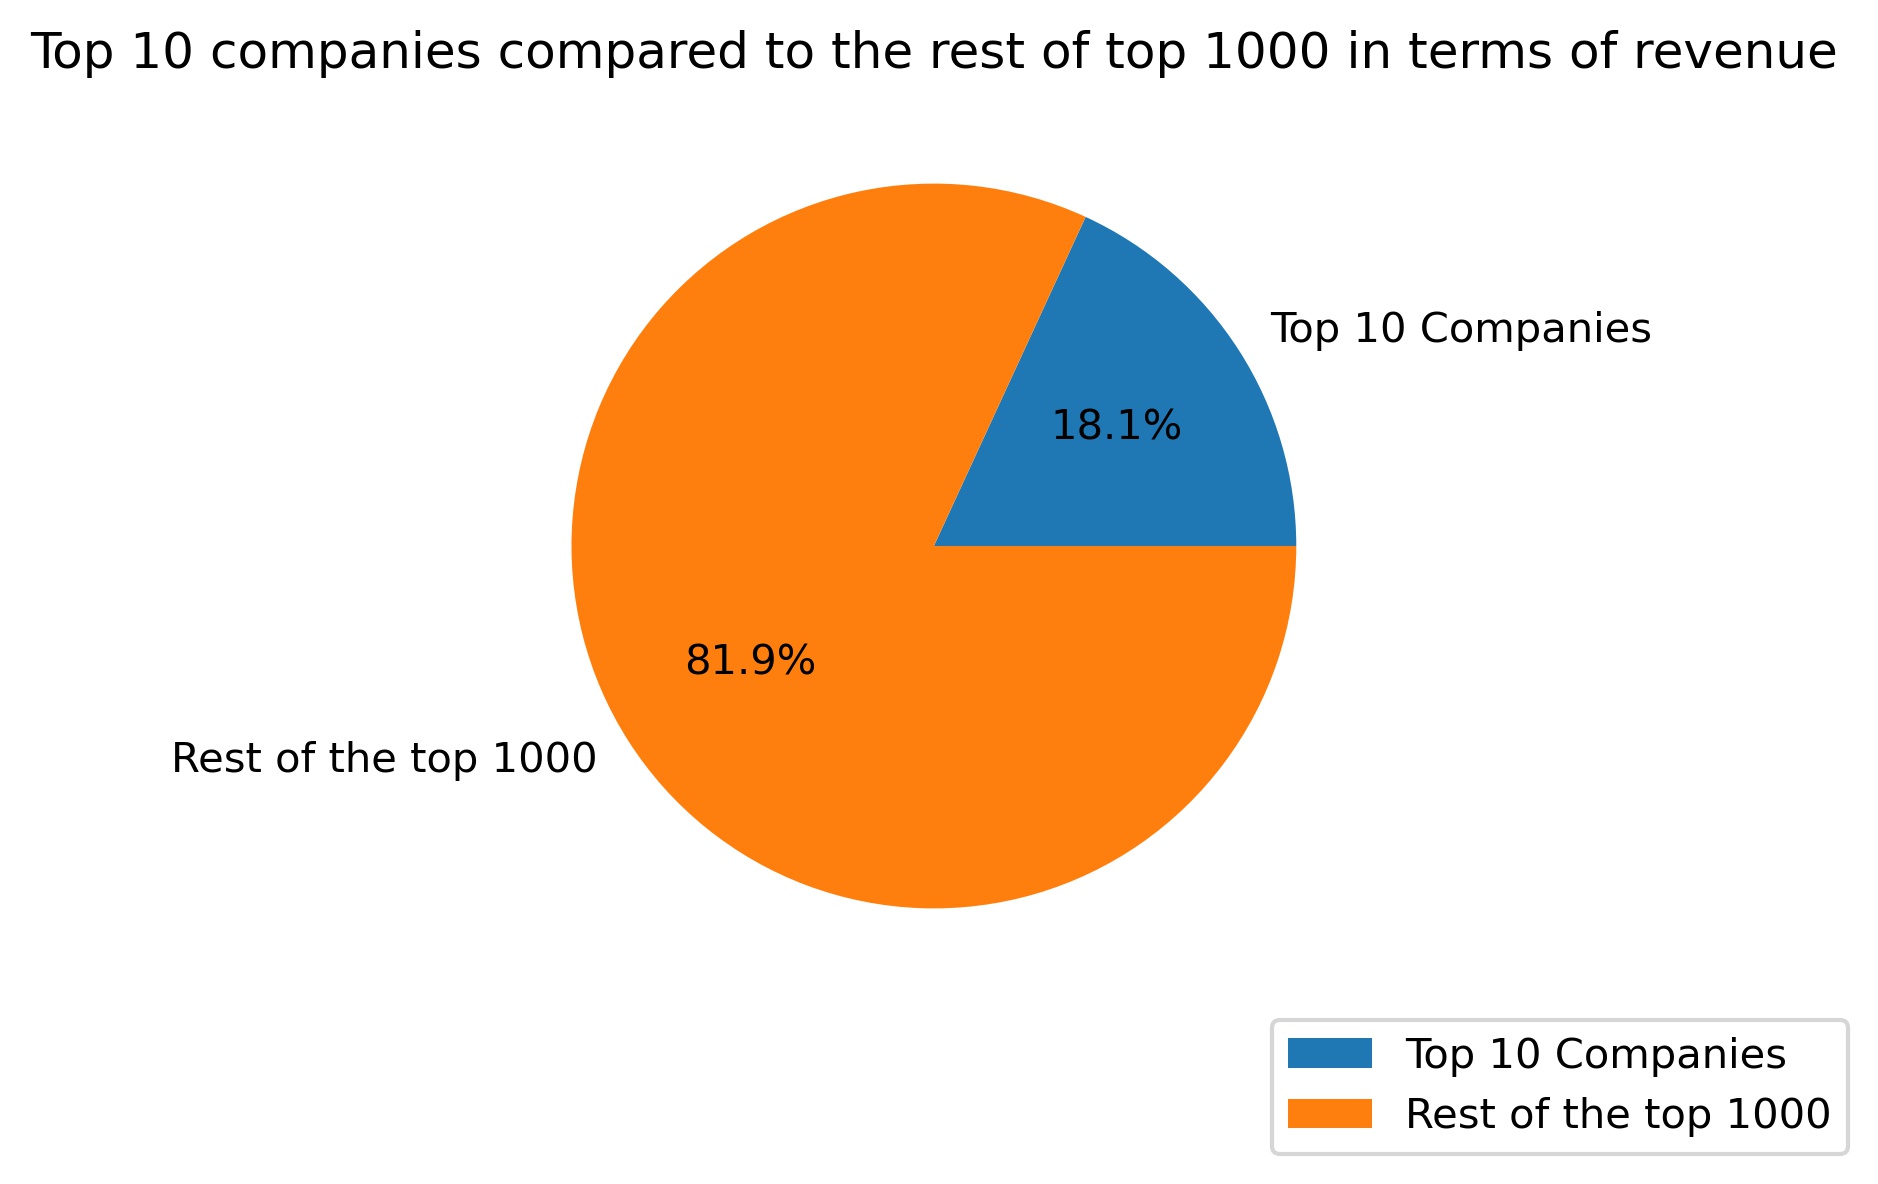 Top 10 companies compared to the rest of top 1000 in terms of revenue
Top 10 Companies
18.1%
81.9%
Rest of the top 1000
Top 10 Companies
Rest of the top 1000